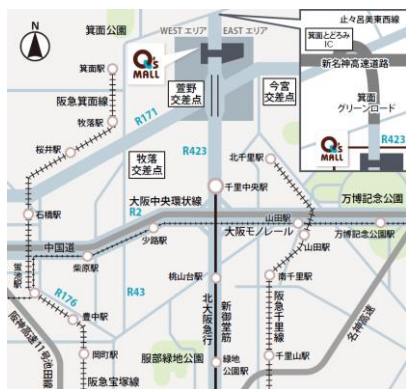 N
箕面公園
WEST エリア
EAST エリア
Q's
MALL
箕面駅
阪急箕面線
牧落駅
桜井駅
R171
萱野
交差点
今宮
交差点
牧落
交差点
R423
北千里駅
千里中央駅
石橋駅
大阪中央環状線
R2
中国道
少路駅
山田駅
大阪モノレール
山田駅
万博記念公園
万博記念公園駅
蛍池駅
柴原駅
桃山台駅
南千里駅
R176
R43
豊中駅
北大阪急行
新御堂筋
阪急千里線
名神高速
岡町駅
服部緑地公園
緑地
公園駅
千里山駅
阪神高速11号池田線
阪急宝塚線
止々呂美東西線
箕面とどろみ
IC
新名神高速道路
箕面
グリーンロード
R423
Q's
MALL